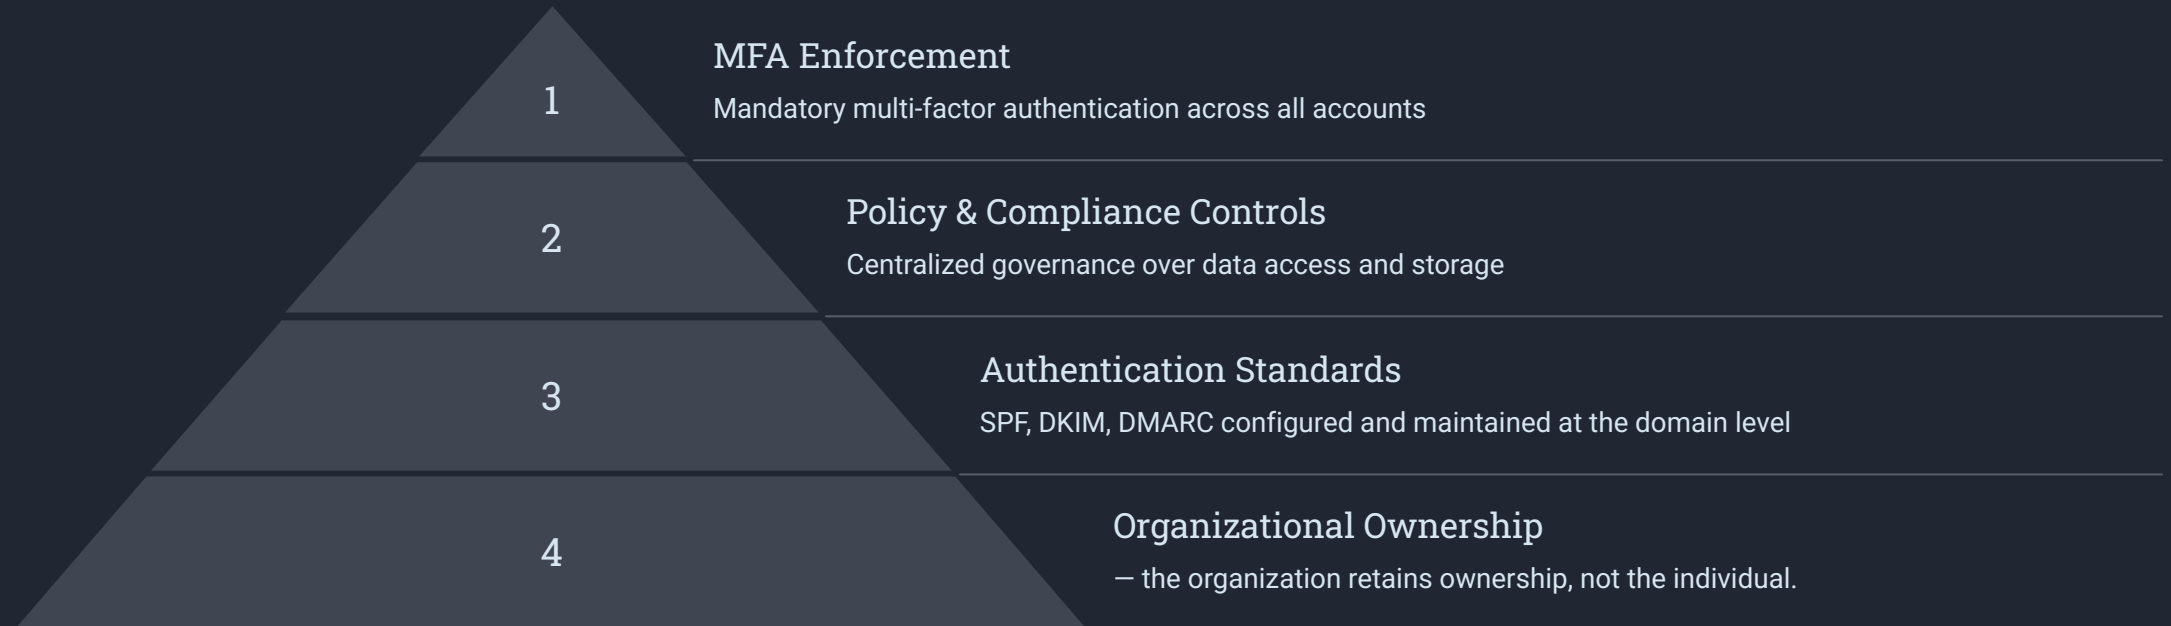 1
MFA Enforcement
Mandatory multi-factor authentication across all accounts
2
Policy & Compliance Controls
Centralized governance over data access and storage
3
Authentication Standards
SPF, DKIM, DMARC configured and maintained at the domain level
4
Organizational Ownership
— the organization retains ownership, not the individual.